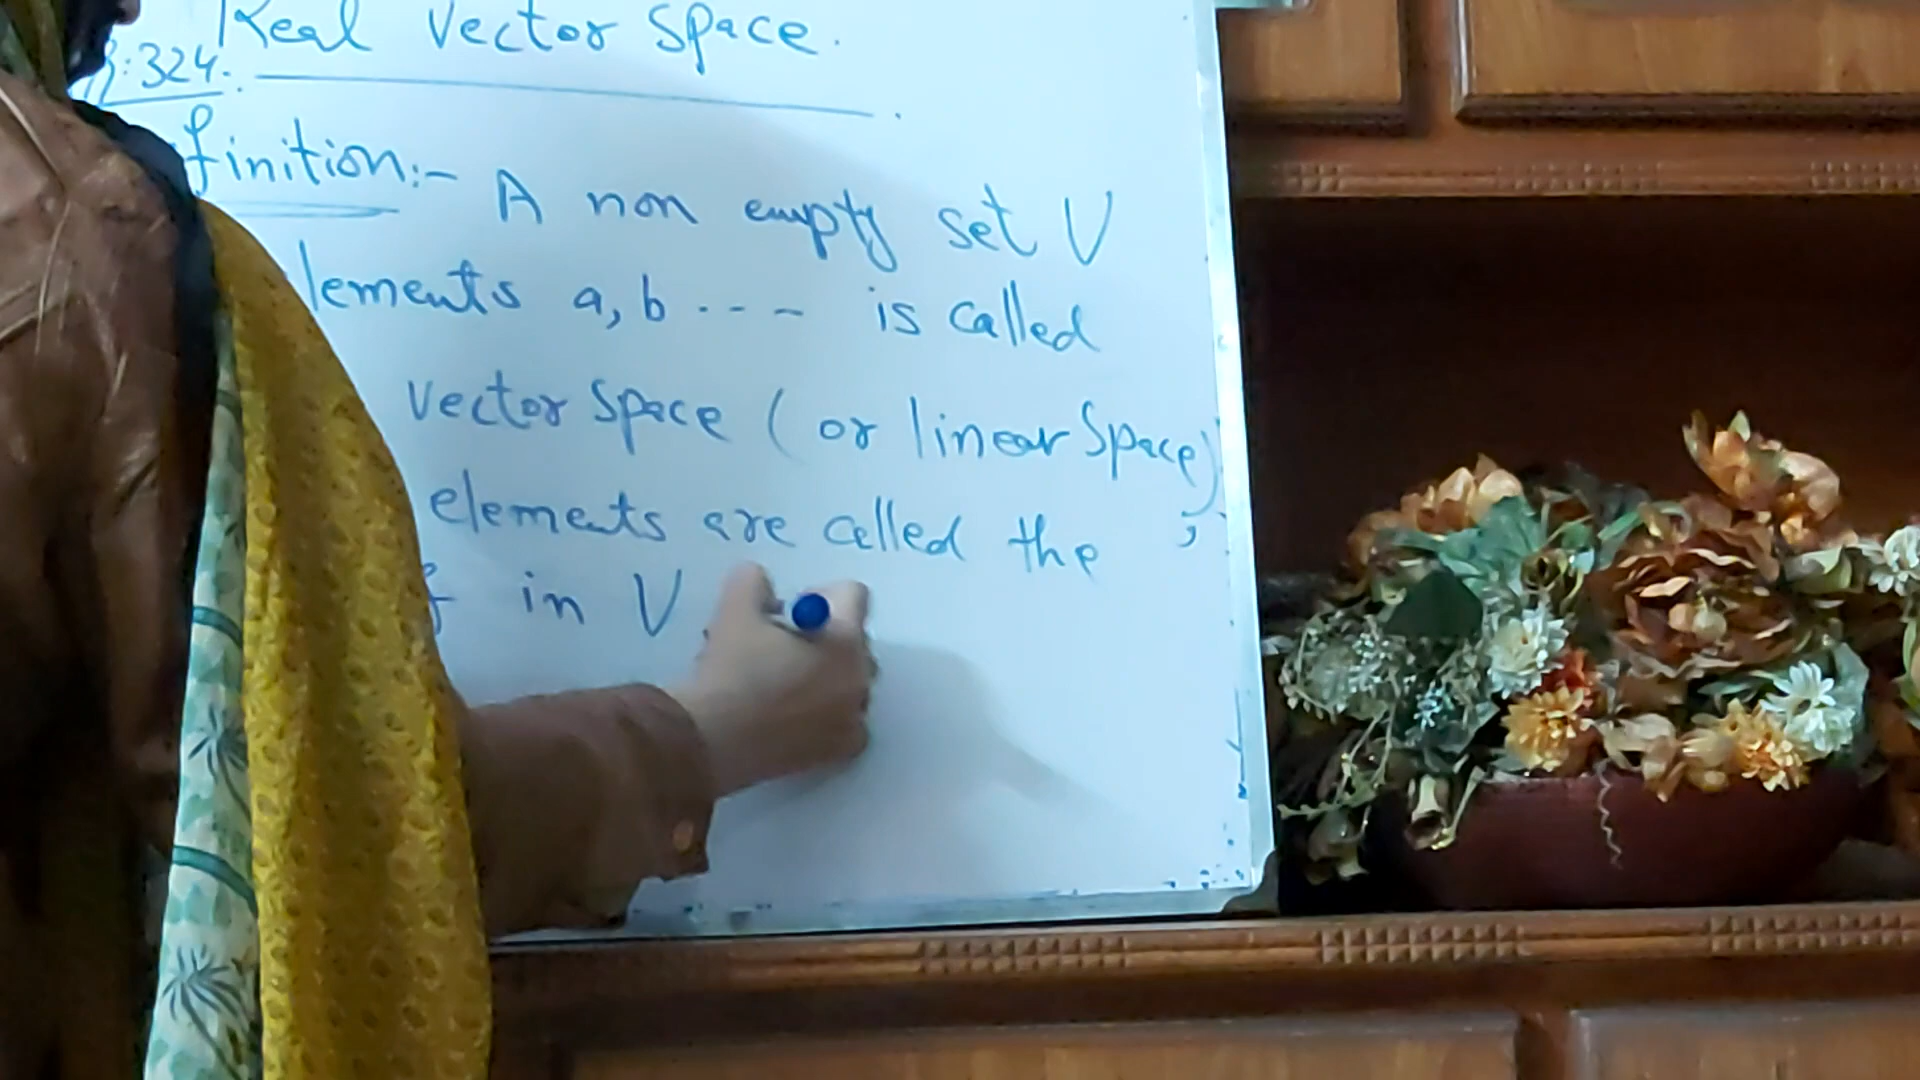 Real Vector Space.
:324.
finition:- A non empty set V
lements a, b --- is called
vector space (or linear space)
elements are called the ,
in V